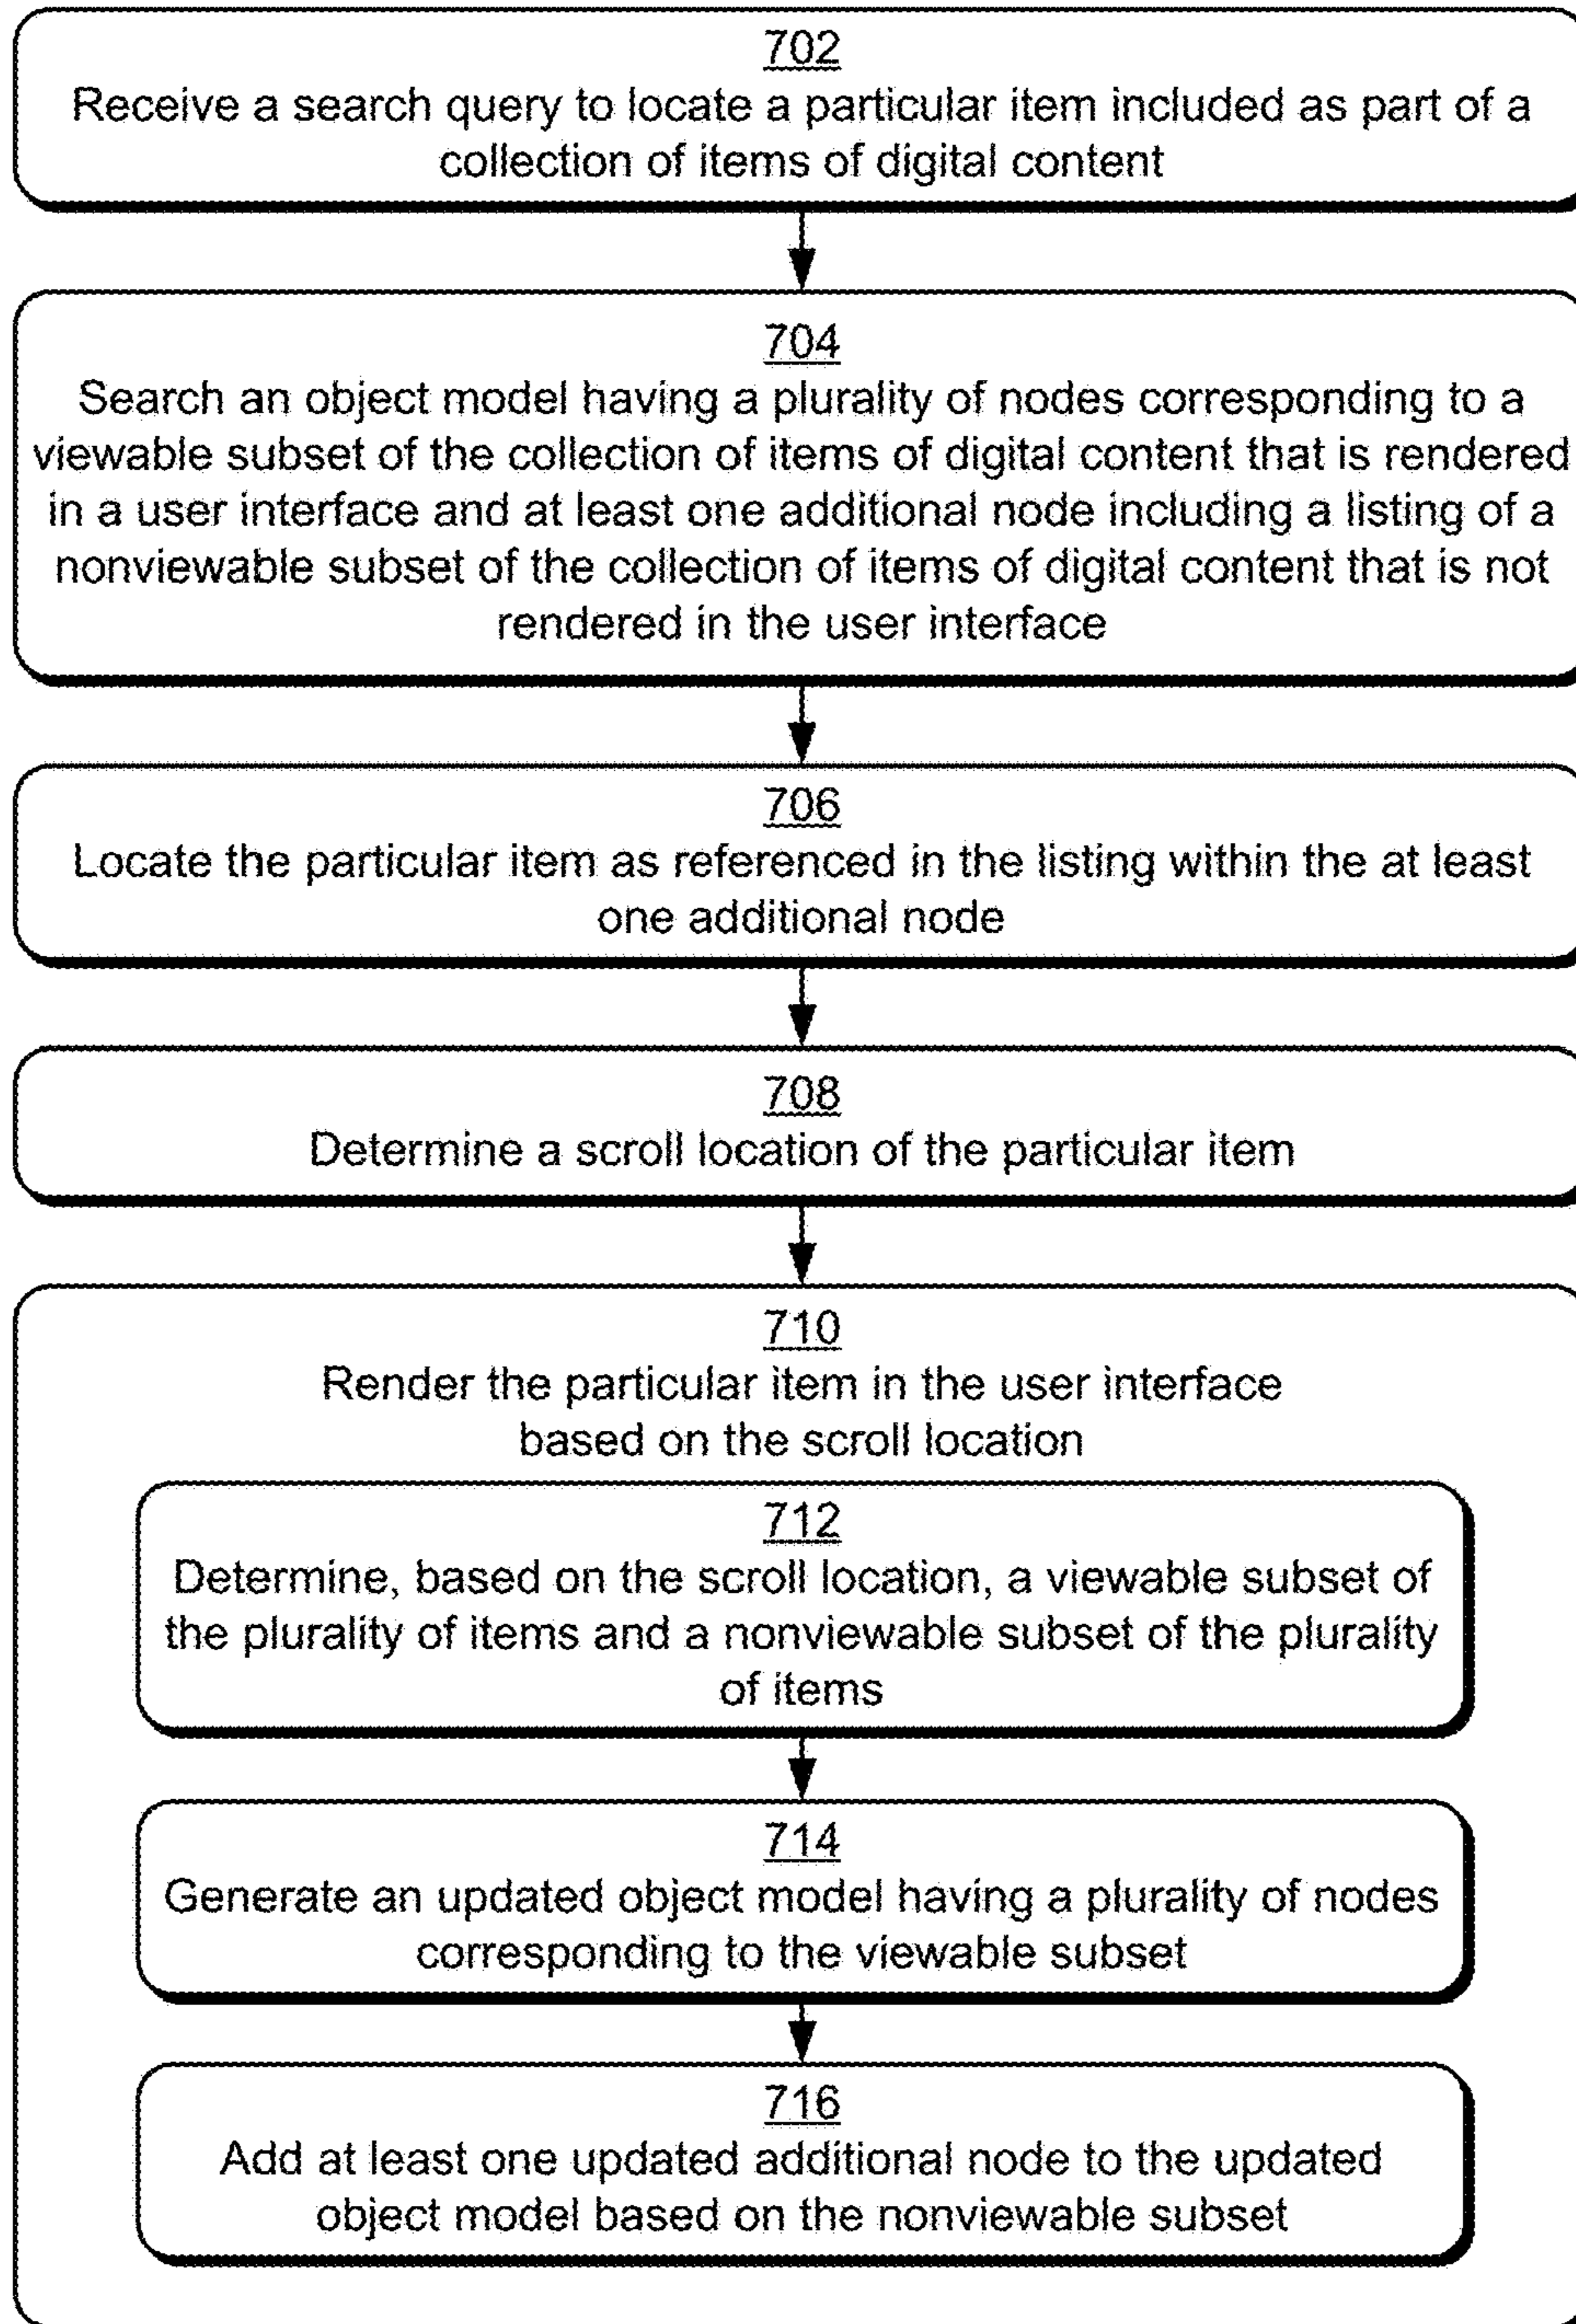 702
Receive a search query to locate a particular item included as part of a
collection of items of digital content
704
Search an object model having a plurality of nodes corresponding to a
viewable subset of the collection of items of digital content that is rendered
in a user interface and at least one additional node including a listing of a
nonviewable subset of the collection of items of digital content that is not
rendered in the user interface
706
Locate the particular item as referenced in the listing within the at least
one additional node
708
Determine a scroll location of the particular item
710
Render the particular item in the user interface
based on the scroll location
712
Determine, based on the scroll location, a viewable subset of
the plurality of items and a nonviewable subset of the plurality
of items
714
Generate an updated object model having a plurality of nodes
corresponding to the viewable subset
716
Add at least one updated additional node to the updated
object model based on the nonviewable subset